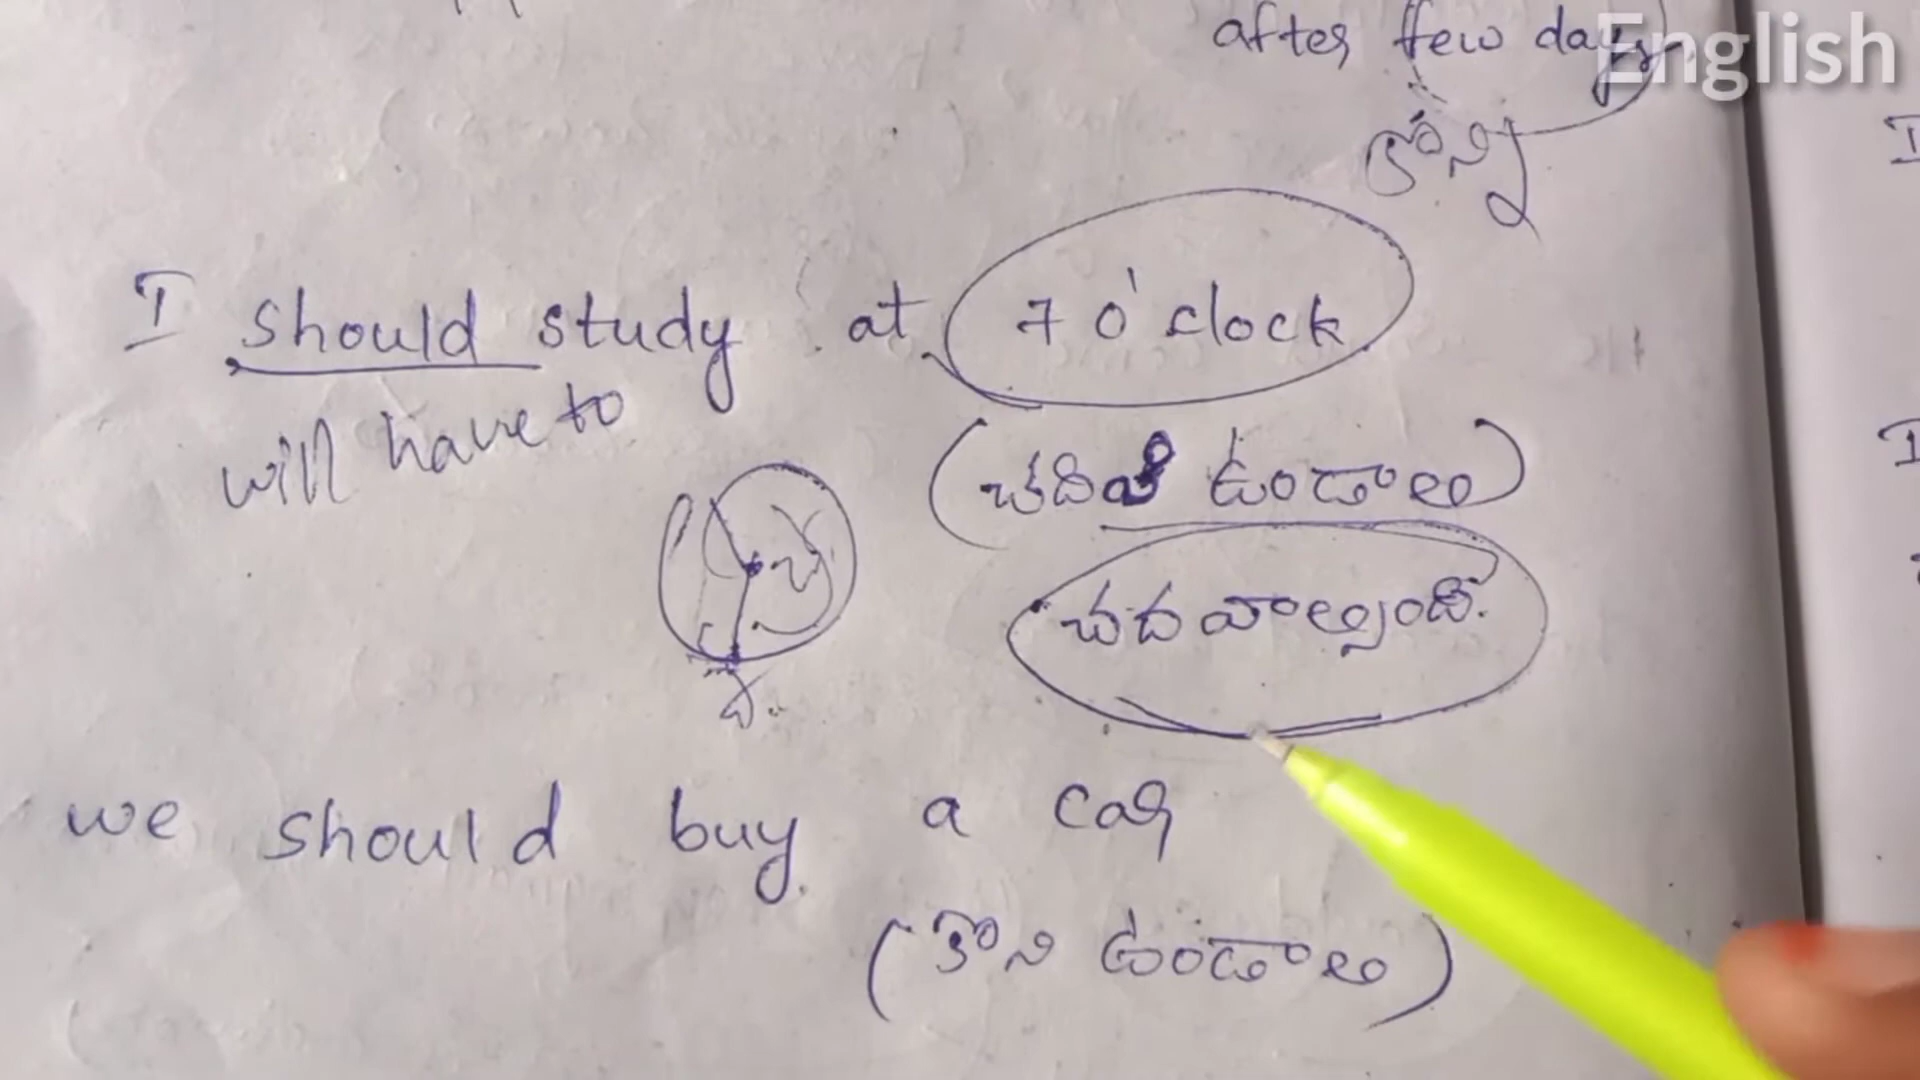 after few days
English
కొన్ని
I should study at 7 o'clock
will have to
(చదివి ఉండాలి)
చదవాల్సింది.
we should buy a car
(కొని ఉండాలి)